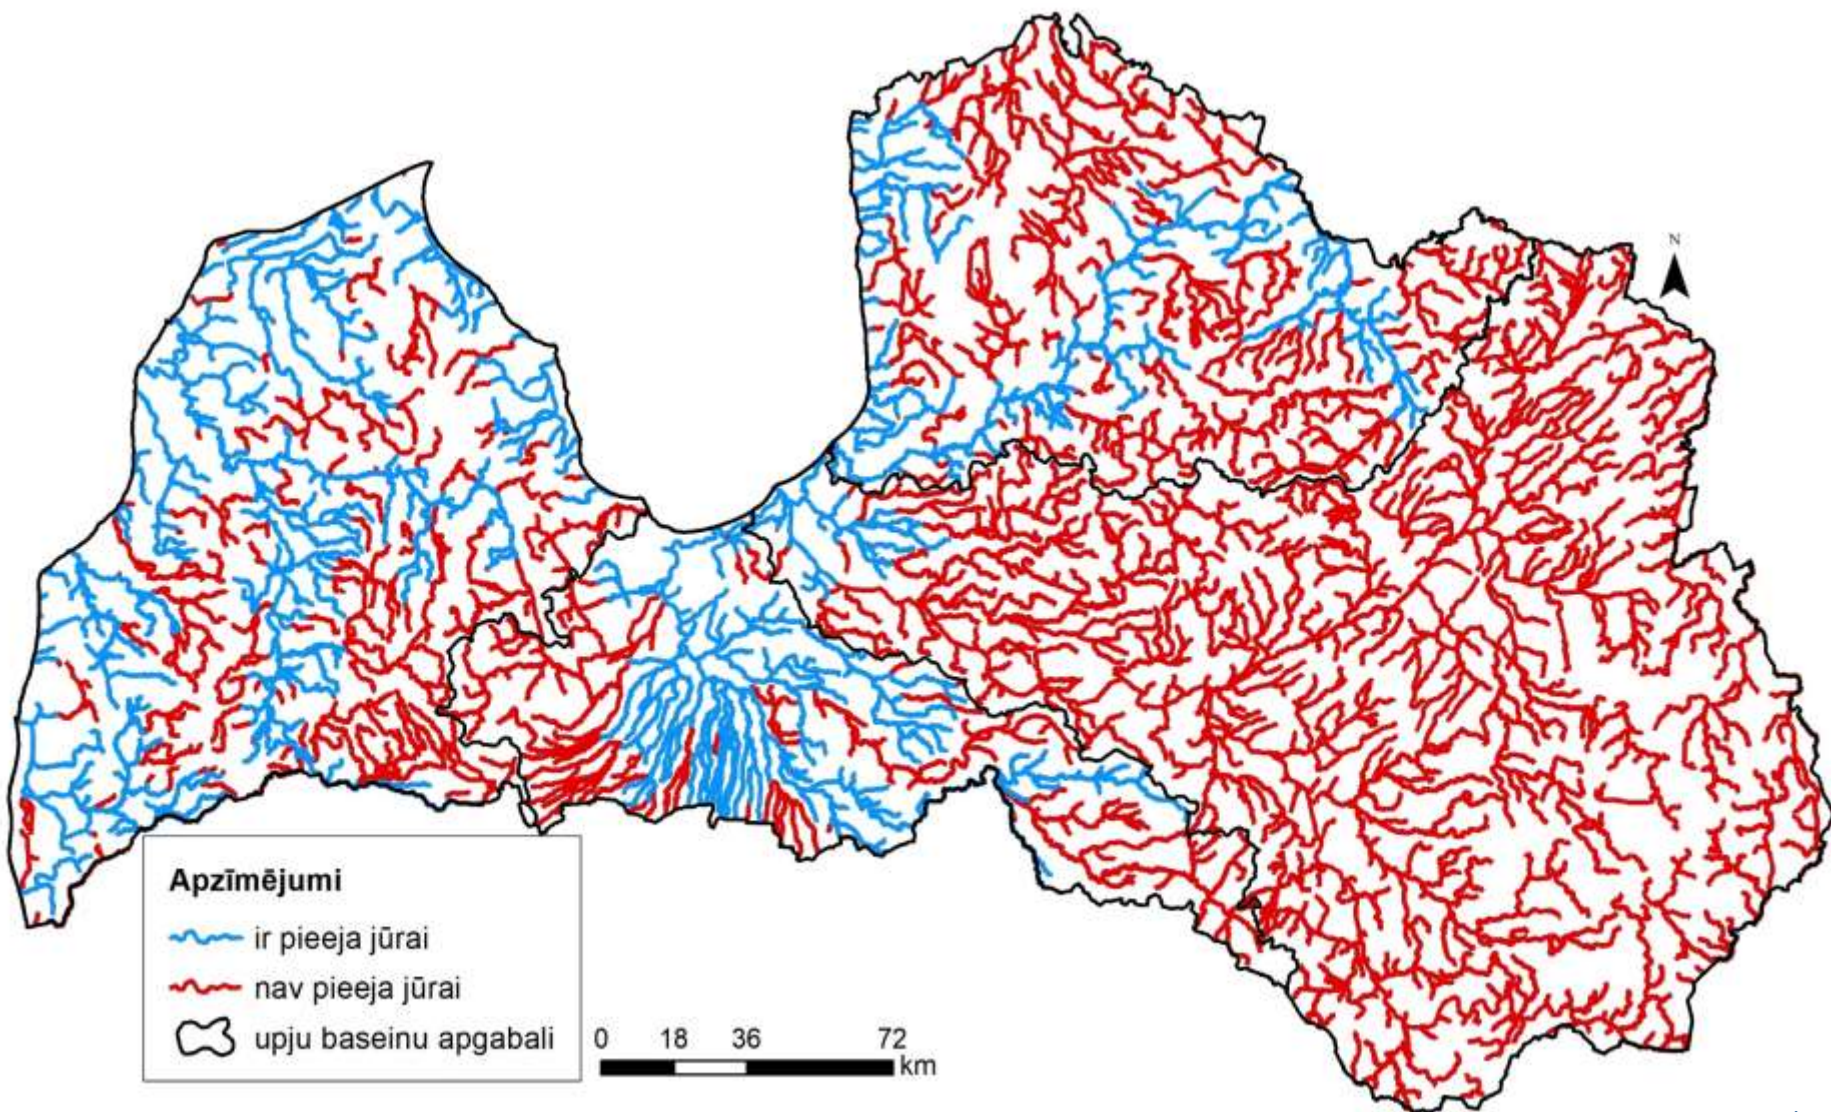 N
Apzīmējumi
ir pieeja jūrai
nav pieeja jūrai
upju baseinu apgabali
0 18 36 72
km